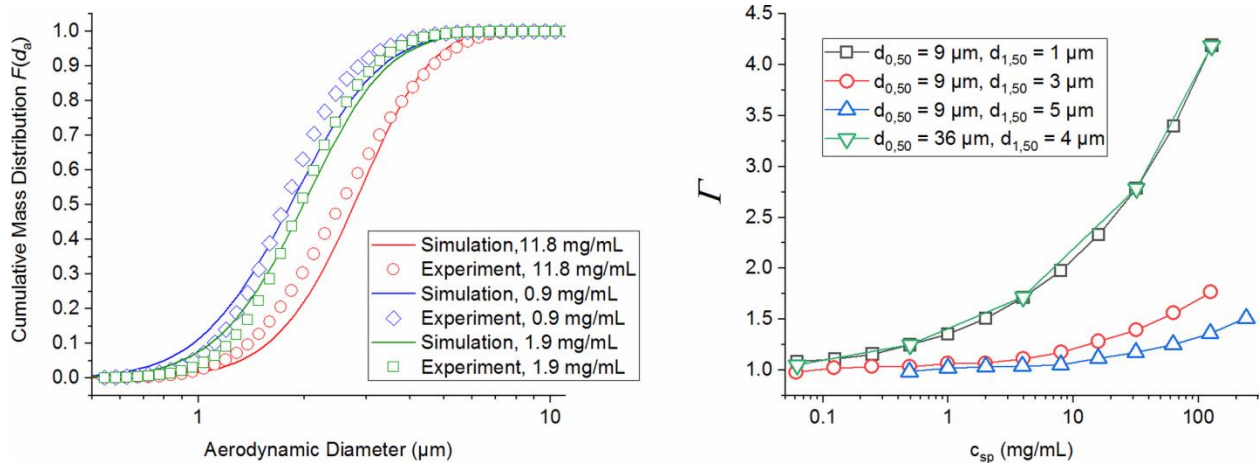 Cumulative Mass Distribution F(dₐ)
1.0
0.9
0.8
0.7
0.6
0.5
0.4
0.3
0.2
0.1
0.0
Simulation,11.8 mg/mL
Experiment, 11.8 mg/mL
Simulation, 0.9 mg/mL
Experiment, 0.9 mg/mL
Simulation, 1.9 mg/mL
Experiment, 1.9 mg/mL
1
10
Aerodynamic Diameter (µm)
Γ
4.5
4.0
3.5
3.0
2.5
2.0
1.5
1.0
d0,50 = 9 µm, d1,50 = 1 µm
d0,50 = 9 µm, d1,50 = 3 µm
d0,50 = 9 µm, d1,50 = 5 µm
d0,50 = 36 µm, d1,50 = 4 µm
0.1
1
10
100
csp (mg/mL)